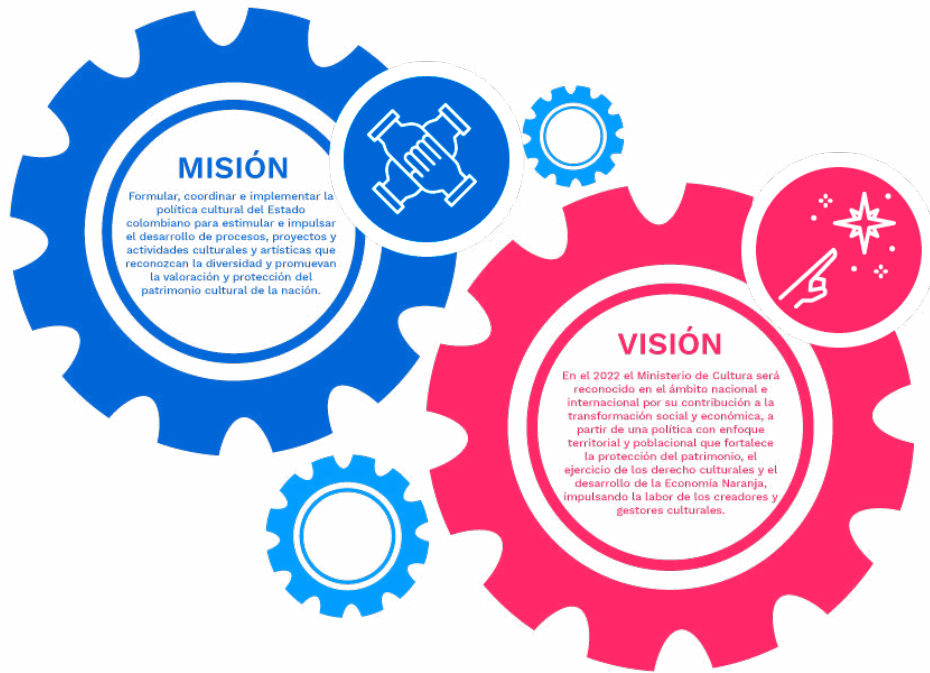 MISIÓN
Formular, coordinar e implementar la
política cultural del Estado
colombiano para estimular e impulsar
el desarrollo de procesos, proyectos y
actividades culturales y artísticas que
reconozcan la diversidad y promuevan
la valoración y protección del
patrimonio cultural de la nación.
VISIÓN
En el 2022 el Ministerio de Cultura será
reconocido en el ámbito nacional e
internacional por su contribución a la
transformación social y económica, a
partir de una política con enfoque
territorial y poblacional que fortalece
la protección del patrimonio, el
ejercicio de los derecho culturales y el
desarrollo de la Economía Naranja,
impulsando la labor de los creadores y
gestores culturales.